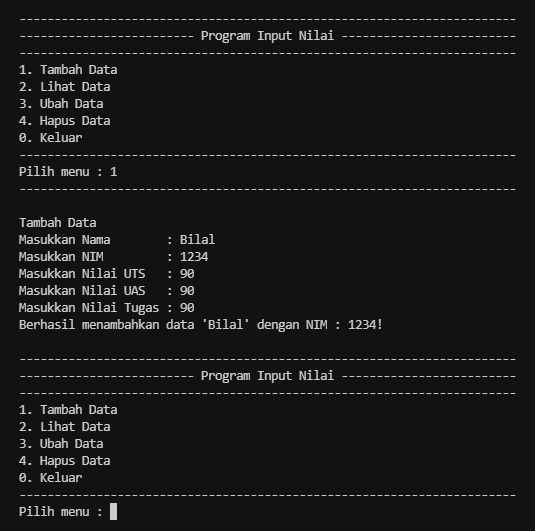 -----------------------------------------------------------------------
------------------------- Program Input Nilai -------------------------
-----------------------------------------------------------------------
1. Tambah Data
2. Lihat Data
3. Ubah Data
4. Hapus Data
0. Keluar
-----------------------------------------------------------------------
Pilih menu : 1
-----------------------------------------------------------------------
Tambah Data
Masukkan Nama        : Bilal
Masukkan NIM         : 1234
Masukkan Nilai UTS   : 90
Masukkan Nilai UAS   : 90
Masukkan Nilai Tugas : 90
Berhasil menambahkan data 'Bilal' dengan NIM : 1234!
-----------------------------------------------------------------------
------------------------- Program Input Nilai -------------------------
-----------------------------------------------------------------------
1. Tambah Data
2. Lihat Data
3. Ubah Data
4. Hapus Data
0. Keluar
-----------------------------------------------------------------------
Pilih menu :